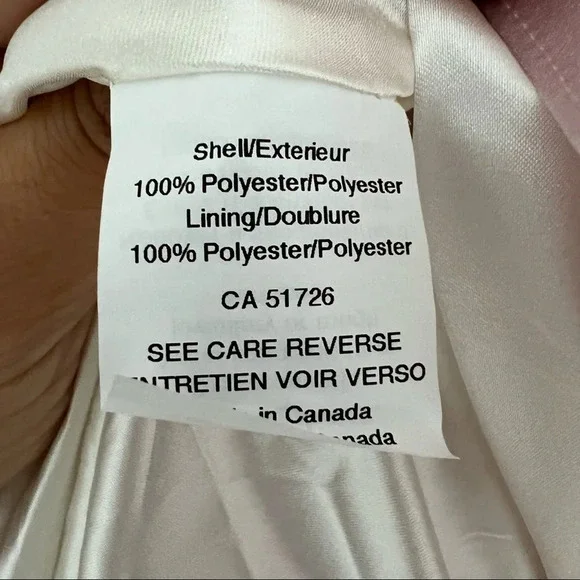 Shell/Exterieur
100% Polyester/Polyester
Lining/Doublure
100% Polyester/Polyester
CA 51726
SEE CARE REVERSE
ENTRETIEN VOIR VERSO
in Canada